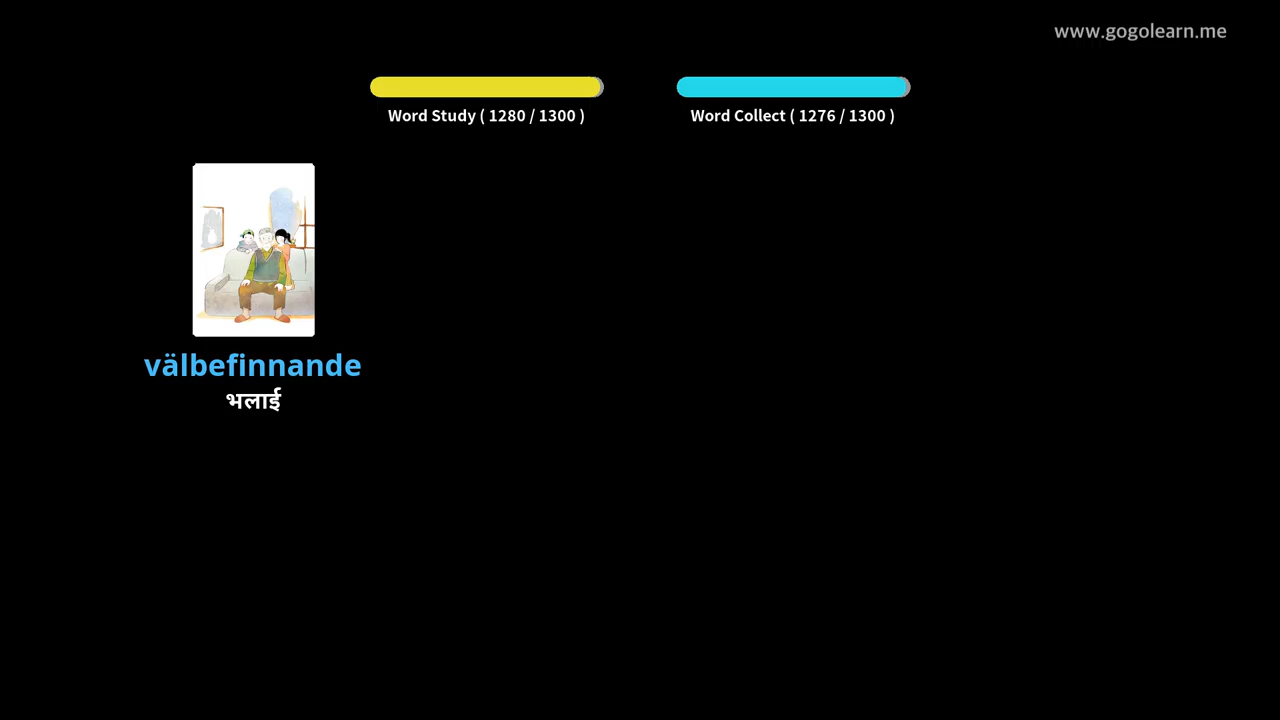 www.gogolearn.me
Word Study ( 1280 / 1300 )
Word Collect ( 1276 / 1300 )
välbefinnande
भलाई